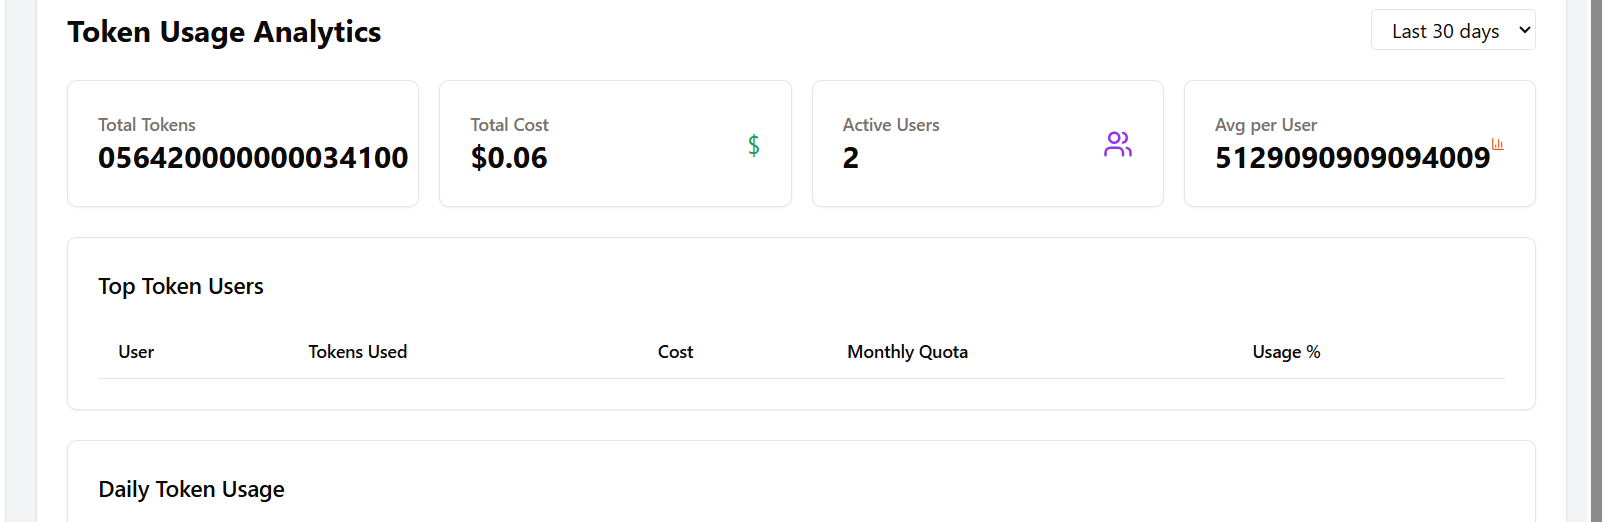 Token Usage Analytics
Last 30 days
Total Tokens
056420000000034100
Total Cost
$0.06
$
Active Users
2
Avg per User
5129090909094009
Top Token Users
User Tokens Used Cost Monthly Quota Usage %
Daily Token Usage